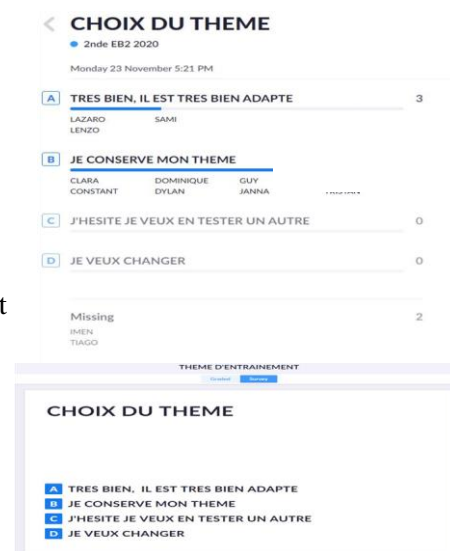 CHOIX DU THEME
2nde EB2 2020
Monday 23 November 5:21 PM
A TRES BIEN, IL EST TRES BIEN ADAPTE 3
LAZARO SAMI
LENZO
B JE CONSERVE MON THEME
CLARA DOMINIQUE GUY
CONSTANT DYLAN JANNA
C J'HESITE JE VEUX EN TESTER UN AUTRE 0
D JE VEUX CHANGER 0
t
Missing 2
IMEN
TIAGO
THEME D'ENTRAINEMENT
Graded Survey
CHOIX DU THEME
A TRES BIEN, IL EST TRES BIEN ADAPTE
B JE CONSERVE MON THEME
C J'HESITE JE VEUX EN TESTER UN AUTRE
D JE VEUX CHANGER